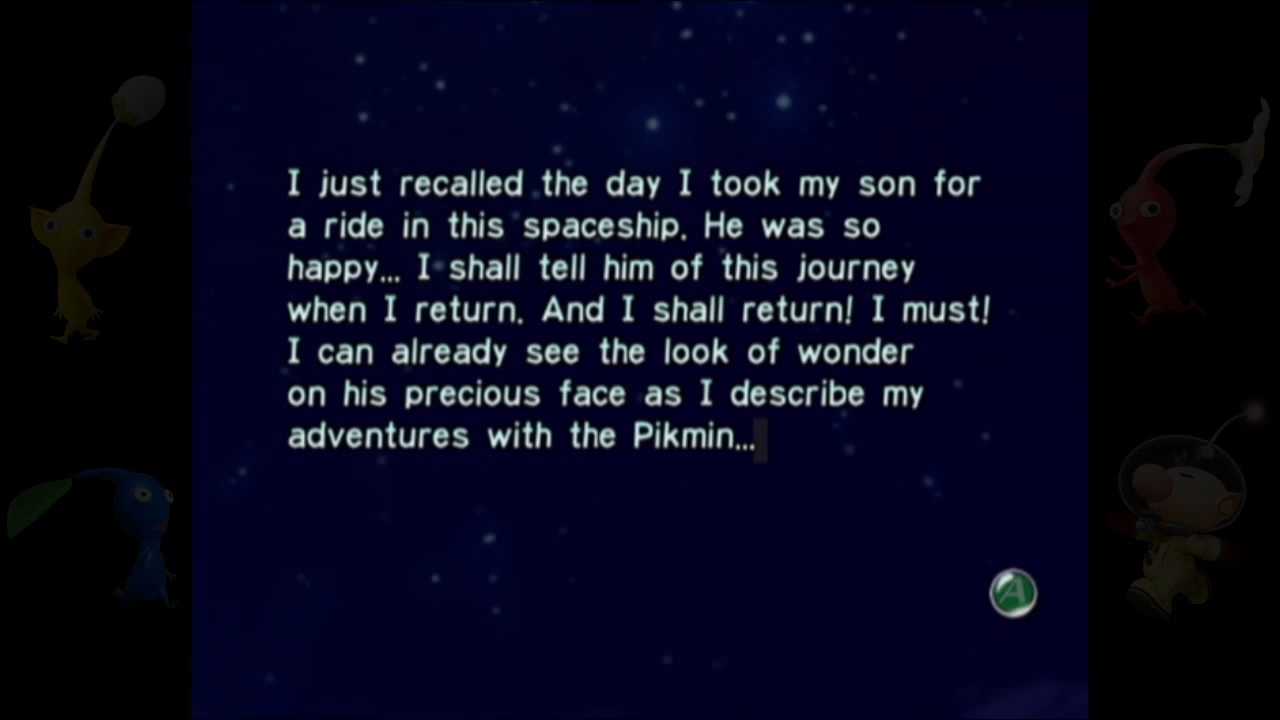 I just recalled the day I took my son for
a ride in this spaceship. He was so
happy... I shall tell him of this journey
when I return. And I shall return! I must!
I can already see the look of wonder
on his precious face as I describe my
adventures with the Pikmin...
A